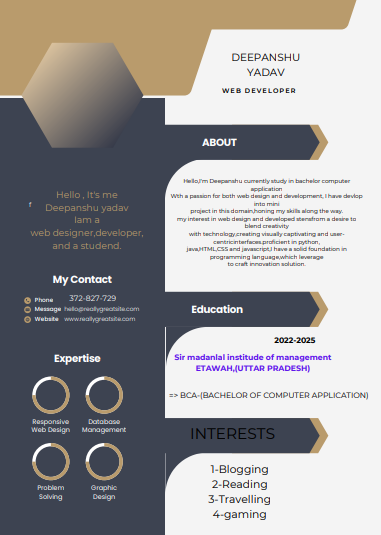 DEEPANSHU
YADAV
WEB DEVELOPER
ABOUT
Hello,I'm Deepanshu currently study in bachelor computer
application
With a passion for both web design and development, I have devlop
into mini
project in this domain,honing my skills along the way.
my interest in web design and developed stensfrom a desire to
blend creativity
with technology,creating visually captivating and user-
centricinterfaces.proficient in python,
java,HTML,CSS and javascript,I have a solid foundation in
programming language,which leverage
to craft innovation solution.
f
Hello , It's me
Deepanshu yadav
Iam a
web designer,developer,
and a studend.
My Contact
Phone 372-827-729
Message hello@reallygreatsite.com
Website www.reallygreatsite.com
Expertise
Responsive
Web Design
Database
Management
Problem
Solving
Graphic
Design
Education
2022-2025
Sir madanlal institude of management
ETAWAH,(UTTAR PRADESH)
=> BCA-(BACHELOR OF COMPUTER APPLICATION)
INTERESTS
1-Blogging
2-Reading
3-Travelling
4-gaming